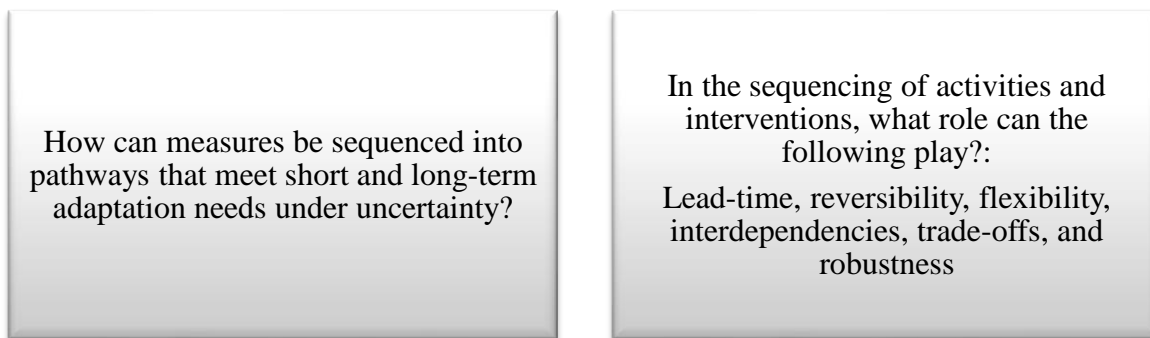 How can measures be sequenced into
pathways that meet short and long-term
adaptation needs under uncertainty?
In the sequencing of activities and
interventions, what role can the
following play?:
Lead-time, reversibility, flexibility,
interdependencies, trade-offs, and
robustness